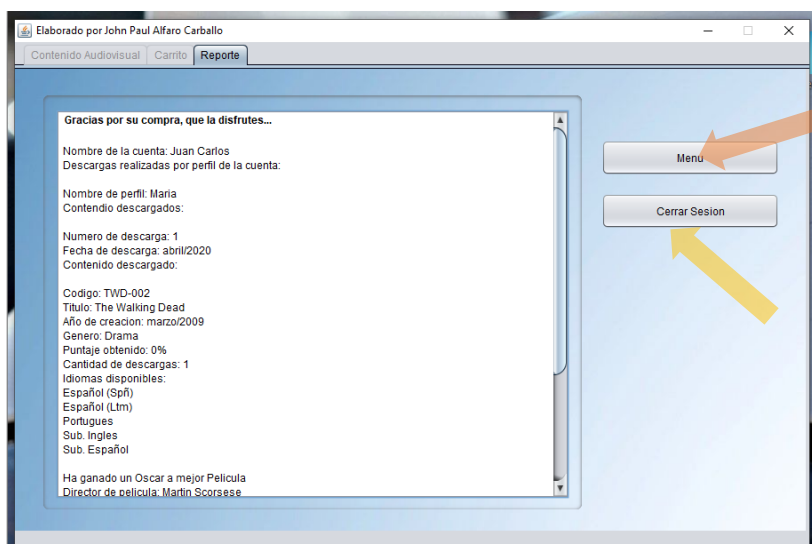 Elaborado por John Paul Alfaro Carballo
Contenido Audiovisual Carrito Reporte
Gracias por su compra, que la disfrutes...
Nombre de la cuenta: Juan Carlos
Descargas realizadas por perfil de la cuenta:
Nombre de perfil: Maria
Contendio descargados:
Numero de descarga: 1
Fecha de descarga: abril/2020
Contenido descargado:
Codigo: TWD-002
Titulo: The Walking Dead
Año de creacion: marzo/2009
Genero: Drama
Puntaje obtenido: 0%
Cantidad de descargas: 1
Idiomas disponibles:
Español (Spñ)
Español (Ltm)
Portugues
Sub. Ingles
Sub. Español
Ha ganado un Oscar a mejor Pelicula
Director de pelicula: Martin Scorsese
Menu
Cerrar Sesion